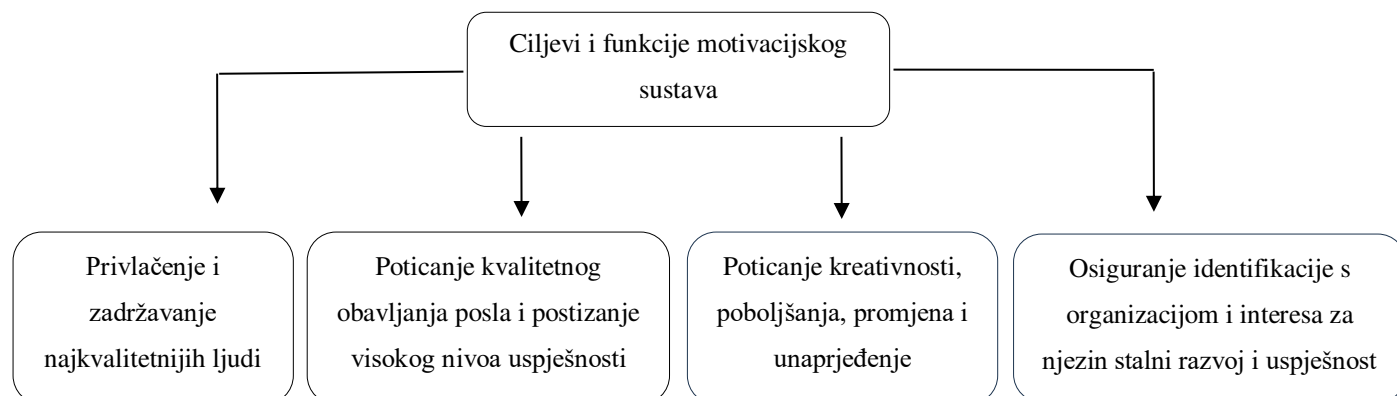 Ciljevi i funkcije motivacijskog
sustava
Privlačenje i
zadržavanje
najkvalitetnijih ljudi
Poticanje kvalitetnog
obavljanja posla i postizanje
visokog nivoa uspješnosti
Poticanje kreativnosti,
poboljšanja, promjena i
unaprjeđenje
Osiguranje identifikacije s
organizacijom i interesa za
njezin stalni razvoj i uspješnost